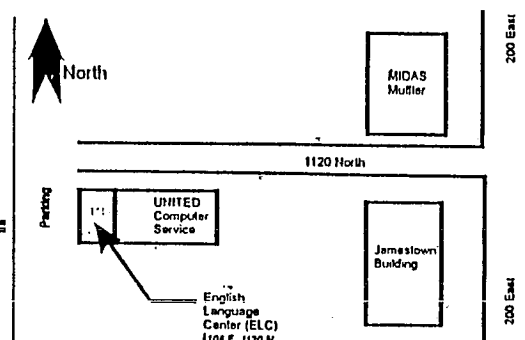 200 East
North
MIDAS
Muffler
1120 North
Parking
UNITED
Computer
Service
Jamestown
Building
English
Language
Center (ELC)
200 East